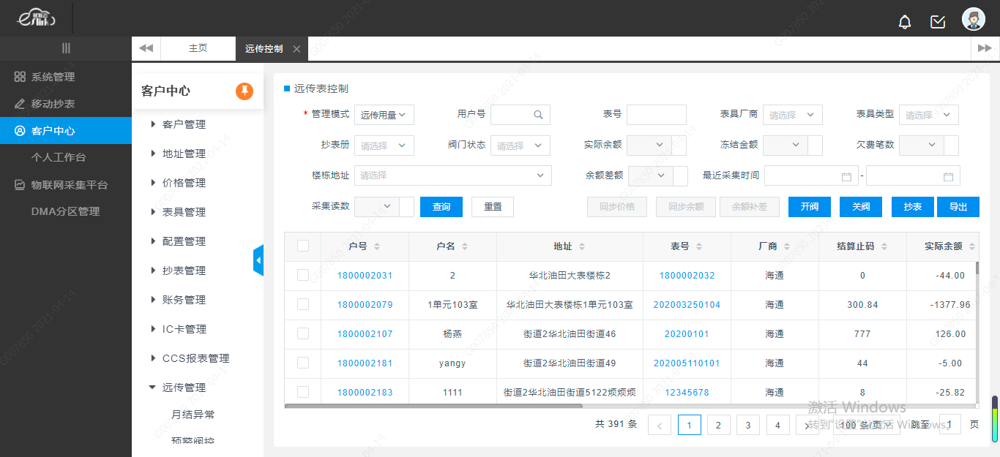 主页
远传控制
系统管理
移动抄表
客户中心
个人工作台
物联网采集平台
DMA分区管理
客户中心
客户管理
地址管理
价格管理
表具管理
配置管理
抄表管理
账务管理
IC卡管理
CCS报表管理
远传管理
月结异常
预警阀控
远传表控制
* 管理模式 远传用量 用户号 表号 表具厂商 请选择 表具类型 请选择
抄表册 请选择 阀门状态 请选择 实际余额 冻结金额 欠费笔数
楼栋地址 请选择 余额差额 最近采集时间 -
采集读数 查询 重置 同步价格 同步余额 余额补差 开阀 关阀 抄表 导出
户号 户名 地址 表号 厂商 结算止码 实际余额
1800002031 2 华北油田大表楼栋2 1800002032 海通 0 -44.00
1800002079 1单元103室 华北油田大表楼栋1单元103室 202003250104 海通 300.84 -1377.96
1800002107 杨燕 街道2华北油田街道46 20200101 海通 777 126.00
1800002181 yangy 街道2华北油田街道49 202005110101 海通 44 -5.00
1800002183 1111 街道2华北油田街道5122烦烦烦 12345678 海通 8 -25.82
共 391 条 < 1 2 3 4 > 100 条/页 跳至 1 页
激活 Windows
转到"设置"以激活 Windows。
G007850 2021-04-14